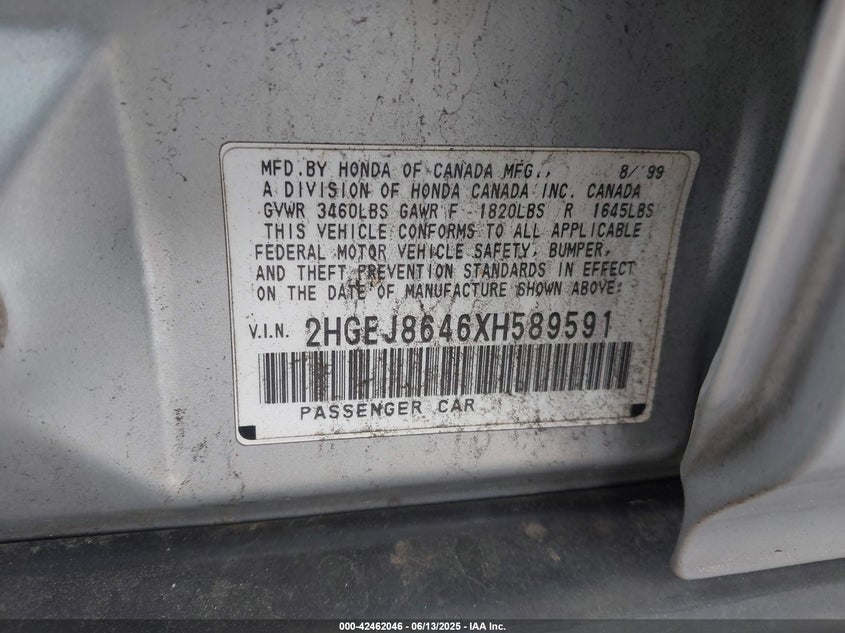 MFD.BY HONDA OF CANADA MFG., 8/'99
A DIVISION OF HONDA CANADA INC. CANADA
GVWR 3460LBS GAWR F 1820LBS R 1645LBS
THIS VEHICLE CONFORMS TO ALL APPLICABLE
FEDERAL MOTOR VEHICLE SAFETY, BUMPER,
AND THEFT PREVENTION STANDARDS IN EFFECT
ON THE DATE OF MANUFACTURE SHOWN ABOVE:
V.I.N. 2HGEJ8646XH589591
PASSENGER CAR
000-42462046 - 06/13/2025 - IAA Inc.